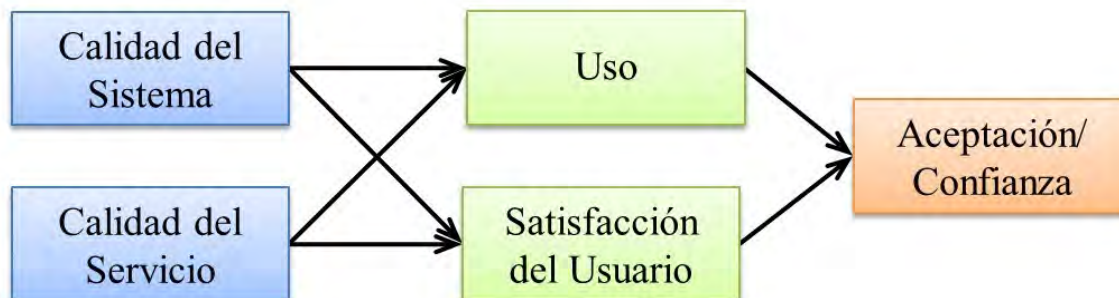 Calidad del
Sistema
Uso
Aceptación/
Confianza
Calidad del
Servicio
Satisfacción
del Usuario